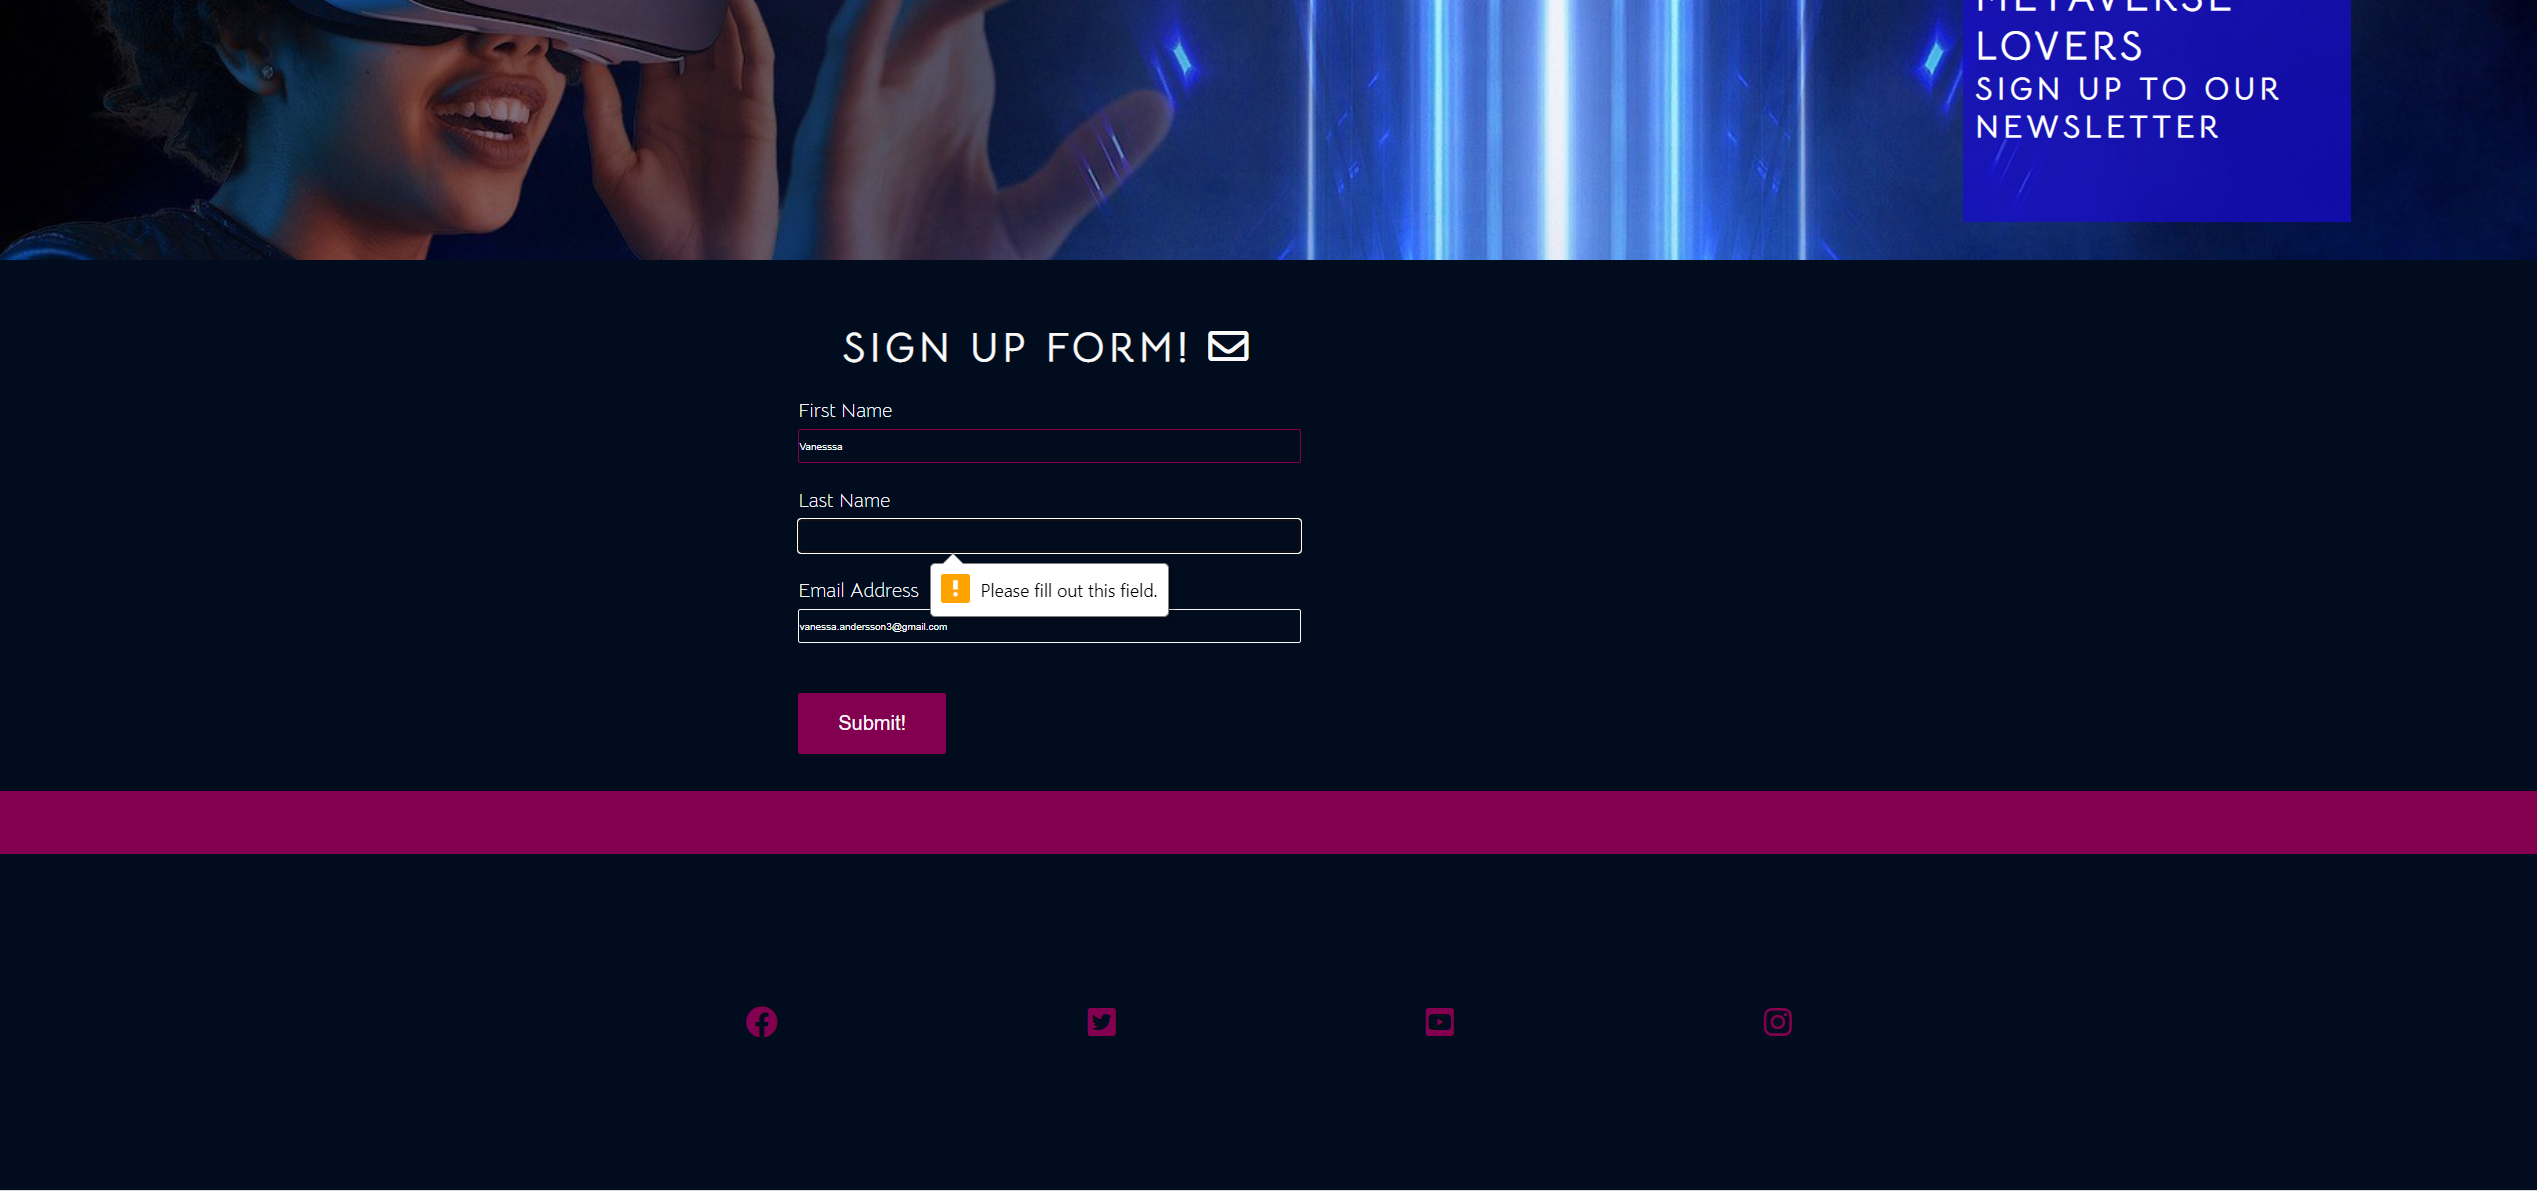 METAVERSE
LOVERS
SIGN UP TO OUR
NEWSLETTER
SIGN UP FORM!
First Name
Vanesssa
Last Name
Please fill out this field.
Email Address
vanessa.andersson3@gmail.com
Submit!